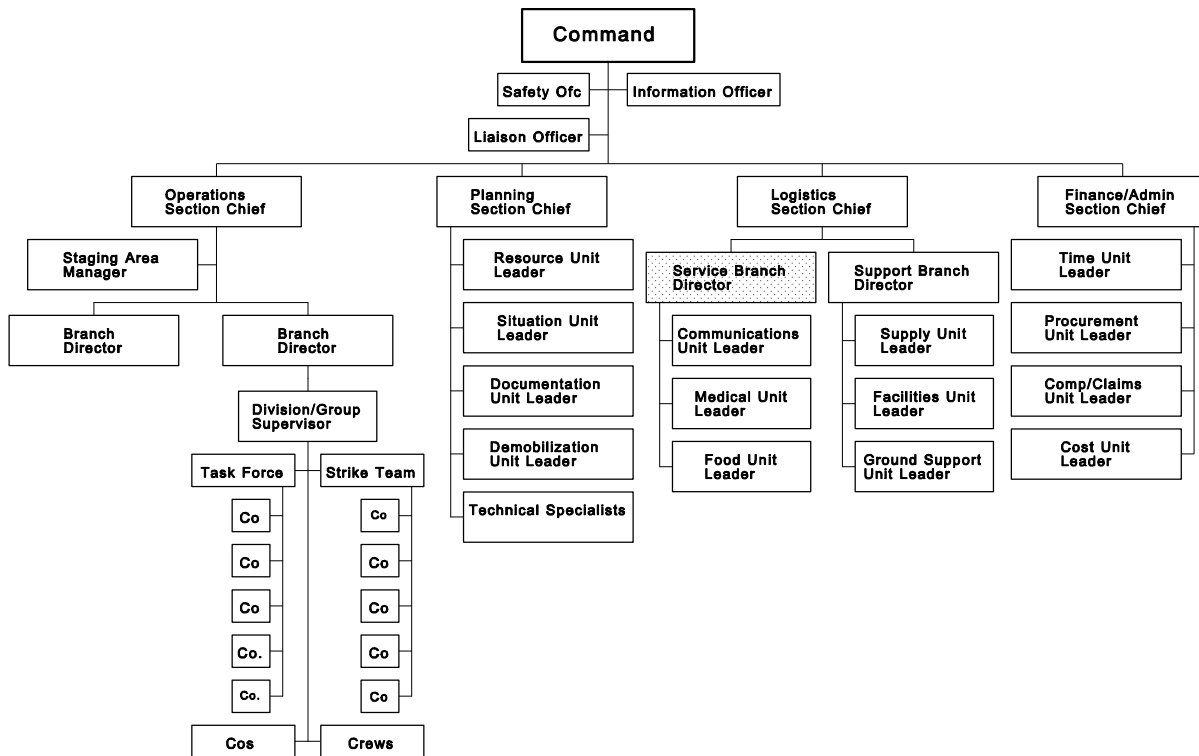 Command
Safety Ofc
Information Officer
Liaison Officer
Operations
Section Chief
Planning
Section Chief
Logistics
Section Chief
Finance/Admin
Section Chief
Staging Area
Manager
Branch
Director
Branch
Director
Division/Group
Supervisor
Task Force
Strike Team
Co
Co
Co
Co.
Co.
Co
Co
Co
Co
Co
Cos
Crews
Resource Unit
Leader
Situation Unit
Leader
Documentation
Unit Leader
Demobilization
Unit Leader
Technical Specialists
Service Branch
Director
Communications
Unit Leader
Medical Unit
Leader
Food Unit
Leader
Support Branch
Director
Supply Unit
Leader
Facilities Unit
Leader
Ground Support
Unit Leader
Time Unit
Leader
Procurement
Unit Leader
Comp/Claims
Unit Leader
Cost Unit
Leader